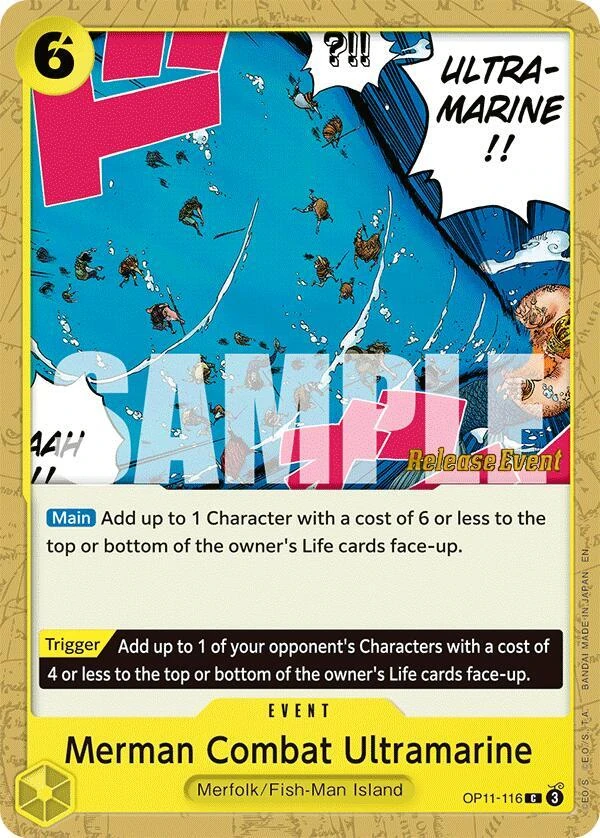 6
?!!
ULTRA-
MARINE
!!
AAH
!!
SAMPLE
Release Event
Main Add up to 1 Character with a cost of 6 or less to the
top or bottom of the owner's Life cards face-up.
Trigger Add up to 1 of your opponent's Characters with a cost of
4 or less to the top or bottom of the owner's Life cards face-up.
EVENT
Merman Combat Ultramarine
Merfolk/Fish-Man Island
OP11-116 C 3
©E.O./S. ©E.O./S.,T.A. BANDAI MADE IN JAPAN EN